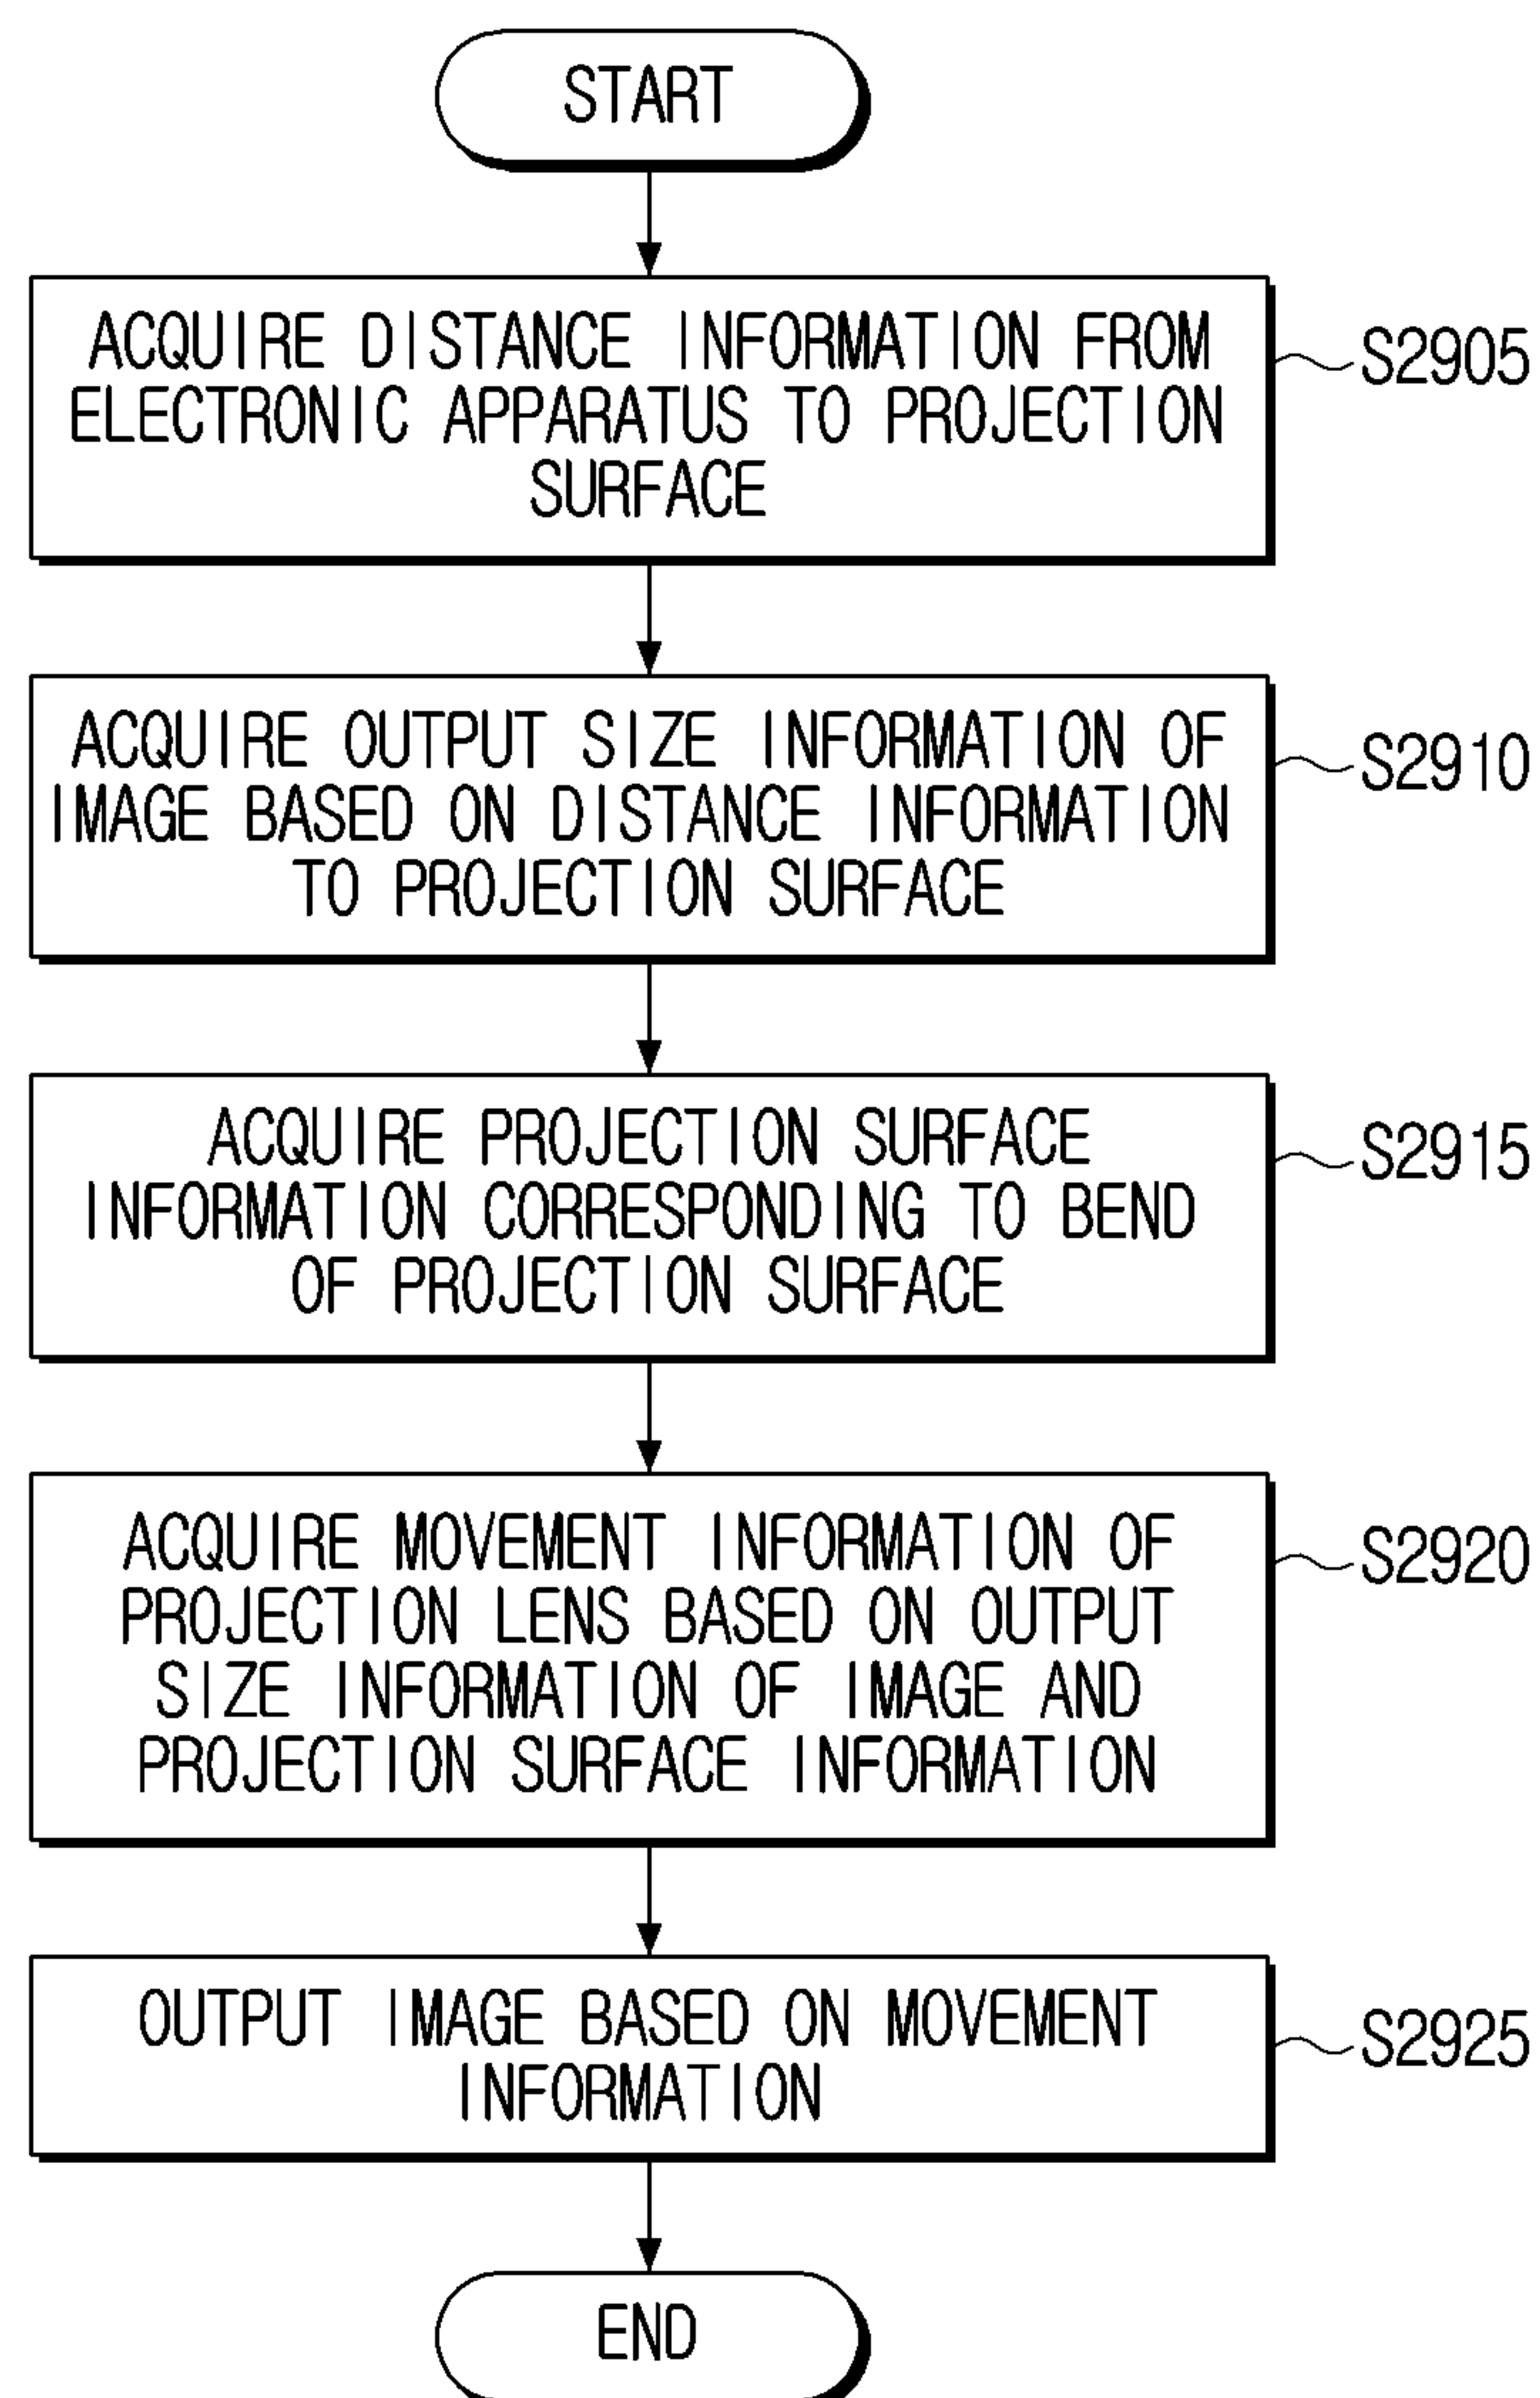 START
ACQUIRE DISTANCE INFORMATION FROM
ELECTRONIC APPARATUS TO PROJECTION
SURFACE
S2905
ACQUIRE OUTPUT SIZE INFORMATION OF
IMAGE BASED ON DISTANCE INFORMATION
TO PROJECTION SURFACE
S2910
ACQUIRE PROJECTION SURFACE
INFORMATION CORRESPONDING TO BEND
OF PROJECTION SURFACE
S2915
ACQUIRE MOVEMENT INFORMATION OF
PROJECTION LENS BASED ON OUTPUT
SIZE INFORMATION OF IMAGE AND
PROJECTION SURFACE INFORMATION
S2920
OUTPUT IMAGE BASED ON MOVEMENT
INFORMATION
S2925
END